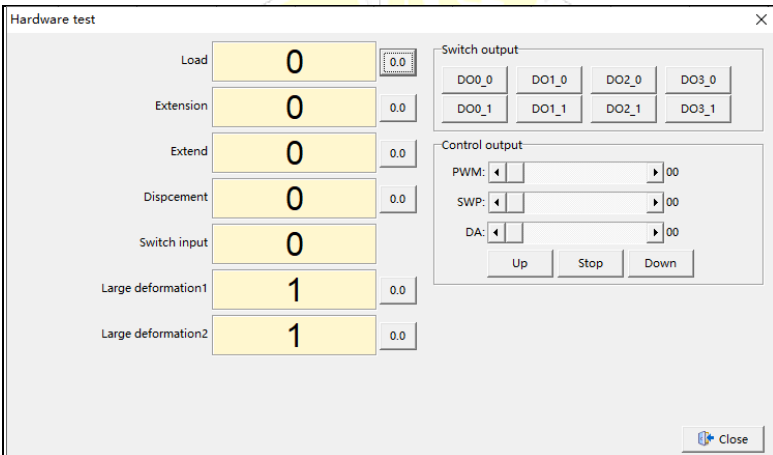 Hardware test
Load 0 0.0
Extension 0 0.0
Extend 0 0.0
Dispcement 0 0.0
Switch input 0
Large deformation1 1 0.0
Large deformation2 1 0.0
Switch output
DO0_0 DO1_0 DO2_0 DO3_0
DO0_1 DO1_1 DO2_1 DO3_1
Control output
PWM: 00
SWP: 00
DA: 00
Up Stop Down
Close